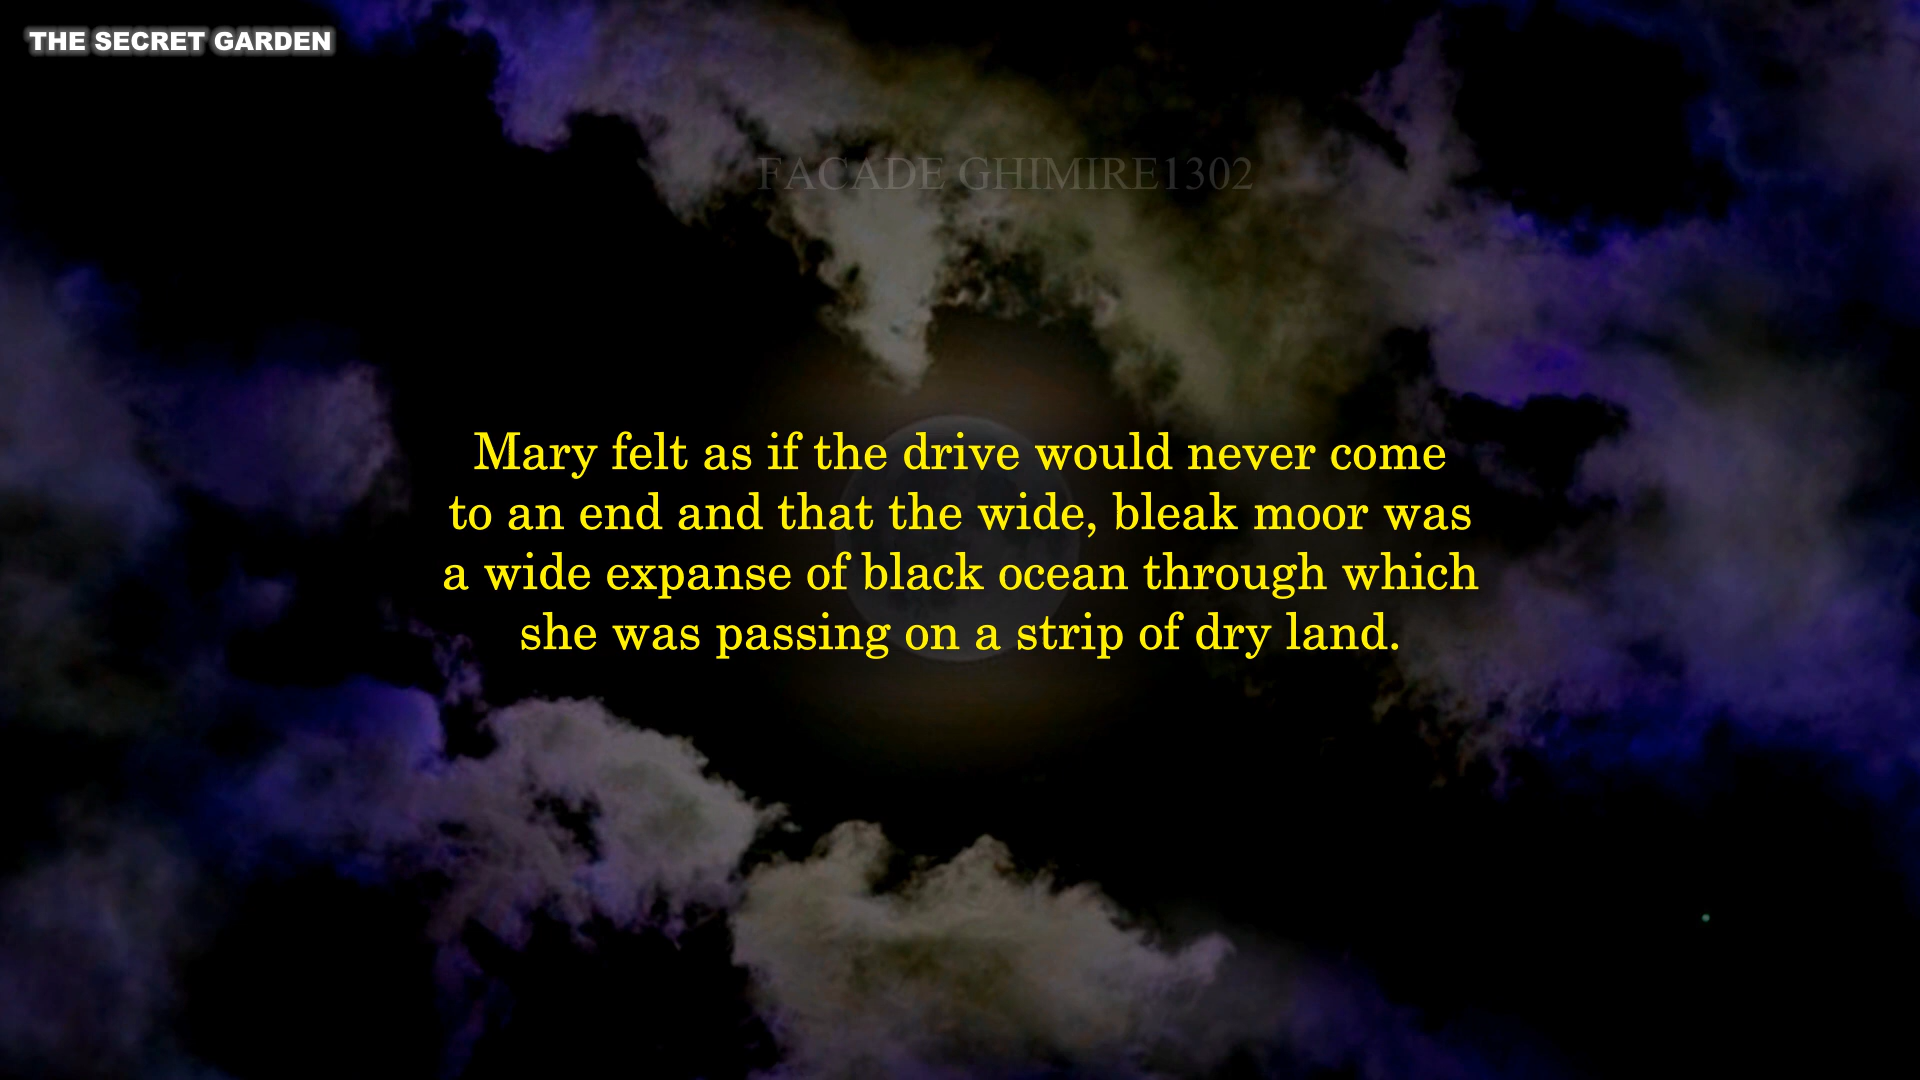 THE SECRET GARDEN
FACADE GHIMIRE1302
Mary felt as if the drive would never come
to an end and that the wide, bleak moor was
a wide expanse of black ocean through which
she was passing on a strip of dry land.